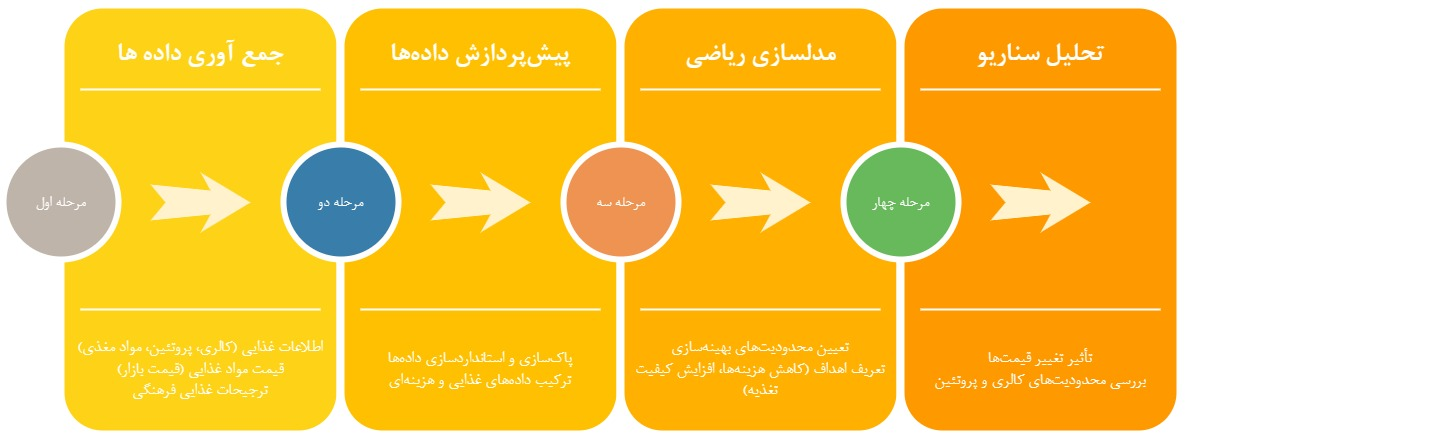 جمع آوری داده ها
مرحله اول
اطلاعات غذایی (کالری، پروتئین، مواد مغذی)
قیمت مواد غذایی (قیمت بازار)
ترجیحات غذایی فرهنگی
پیش‌پردازش داده‌ها
مرحله دو
پاک‌سازی و استانداردسازی داده‌ها
ترکیب داده‌های غذایی و هزینه‌ای
مدلسازی ریاضی
مرحله سه
تعیین محدودیت‌های بهینه‌سازی
تعریف اهداف (کاهش هزینه‌ها، افزایش کیفیت
تغذیه)
تحلیل سناریو
مرحله چهار
تأثیر تغییر قیمت‌ها
بررسی محدودیت‌های کالری و پروتئین